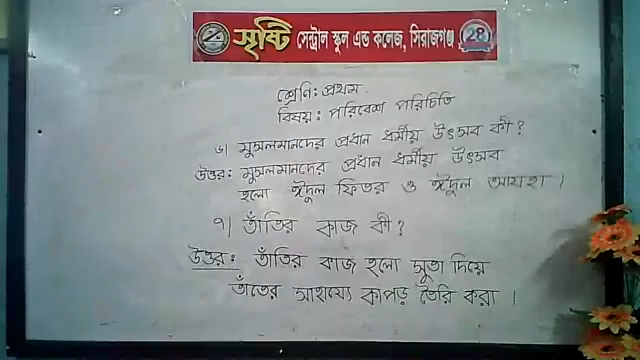 সৃষ্টি সেন্ট্রাল স্কুল এন্ড কলেজ, সিরাজগঞ্জ 28
শ্রেণি: প্রথম
বিষয়: পরিবেশ পরিচিতি
৬। মুসলমানদের প্রধান ধর্মীয় উৎসব কী?
উত্তর: মুসলমানদের প্রধান ধর্মীয় উৎসব
হলো ঈদুল ফিতর ও ঈদুল আযহা।
৭। তাঁতির কাজ কী?
উত্তর: তাঁতির কাজ হলো সুতা দিয়ে
তাঁতের সাহায্যে কাপড় তৈরি করা।